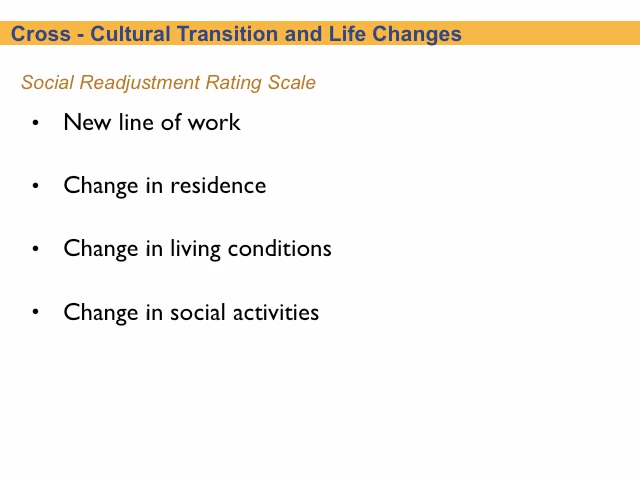 Cross - Cultural Transition and Life Changes
Social Readjustment Rating Scale
• New line of work
• Change in residence
• Change in living conditions
• Change in social activities